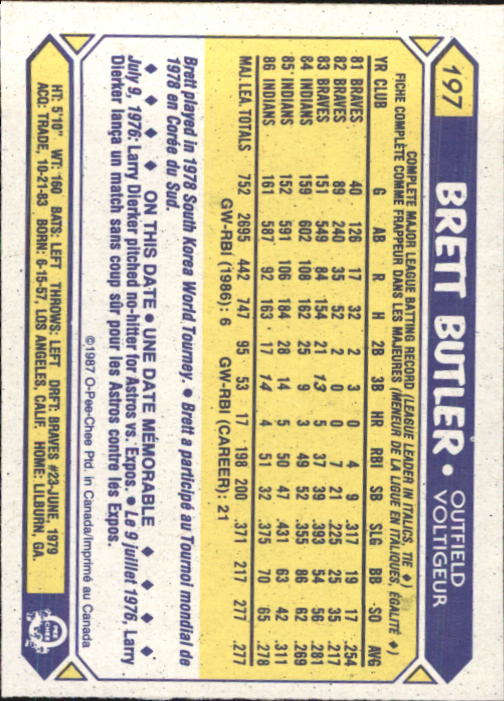 197
BRETT BUTLER • OUTFIELD
VOLTIGEUR
COMPLETE MAJOR LEAGUE BATTING RECORD (LEAGUE LEADER IN ITALICS, TIE ♦)
FICHE COMPLÈTE COMME FRAPPEUR DANS LES MAJEURES (MENEUR DE LA LIGUE EN ITALIQUES, ÉGALITÉ ♦)
YR CLUB G AB R H 2B 3B HR RBI SB SLG BB SO AVG
81 BRAVES 40 126 17 32 2 3 0 4 9 .317 19 17 .254
82 BRAVES 89 240 35 52 2 0 0 7 21 .225 25 35 .217
83 BRAVES 151 549 84 154 21 13 5 37 39 .393 54 56 .281
84 INDIANS 159 602 108 162 25 9 3 49 52 .355 86 62 .269
85 INDIANS 152 591 106 184 28 14 5 50 47 .431 63 42 .311
86 INDIANS 161 587 92 163 17 14 4 51 32 .375 70 65 .278
MAJ. LEA. TOTALS 752 2695 442 747 95 53 17 198 200 .371 217 277 .277
GW-RBI (1986): 6 GW-RBI (CAREER): 21
Brett played in 1978 South Korea World Tourney. • Brett a participé au Tournoi mondial de
1978 en Corée du Sud.
♦ ♦ ♦ ♦ ♦ ON THIS DATE • UNE DATE MÉMORABLE ♦ ♦ ♦ ♦ ♦
July 9, 1976: Larry Dierker pitched no-hitter for Astros vs. Expos. • Le 9 juillet 1976, Larry
Dierker lança un match sans coup sûr pour les Astros contre les Expos.
©1987 O-Pee-Chee Ptd. in Canada/Imprimé au Canada
HT: 5'10" WT: 160 BATS: LEFT THROWS: LEFT DRFT: BRAVES #23-JUNE, 1979
ACQ: TRADE, 10-21-83 BORN: 6-15-57, LOS ANGELES, CALIF. HOME: LILBURN, GA.
O-PEE-CHEE